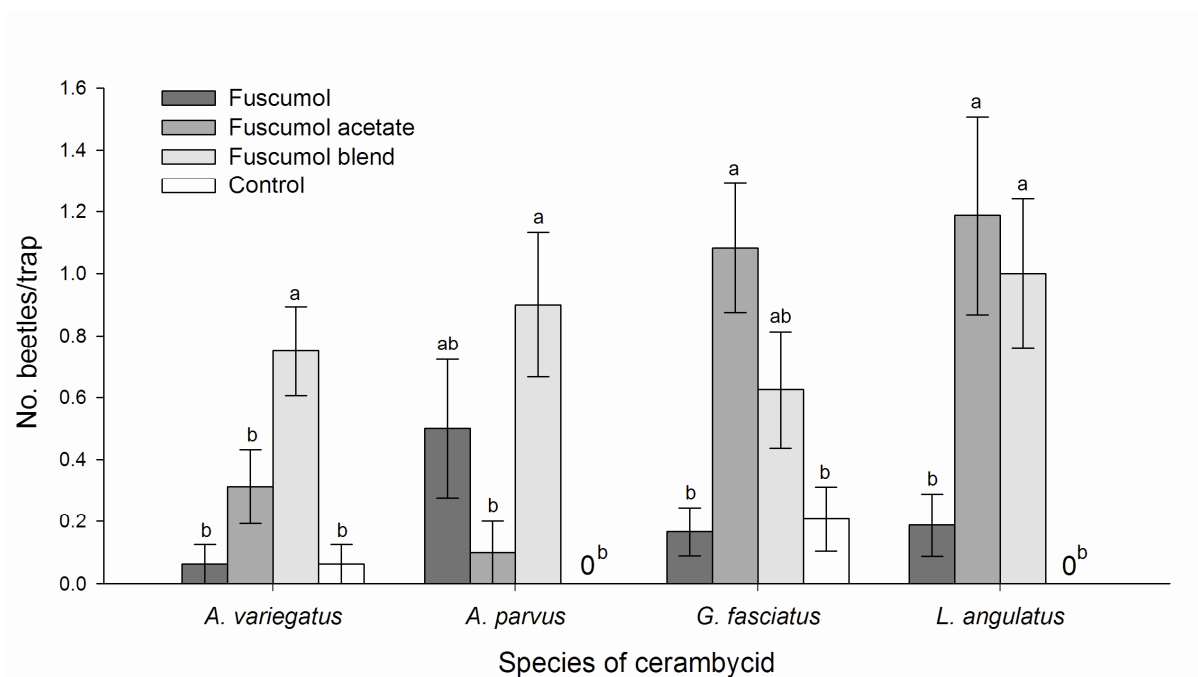 Fuscumol
Fuscumol acetate
Fuscumol blend
Control
No. beetles/trap
1.6
1.4
1.2
1.0
0.8
0.6
0.4
0.2
0.0
b
b
a
b
ab
b
a
0b
b
a
ab
b
b
a
a
0b
A. variegatus
A. parvus
G. fasciatus
L. angulatus
Species of cerambycid